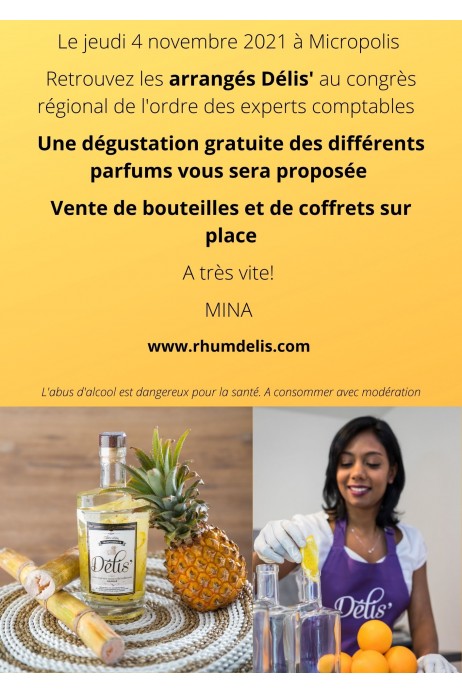 Le jeudi 4 novembre 2021 à Micropolis
Retrouvez les arrangés Délis' au congrès
régional de l'ordre des experts comptables
Une dégustation gratuite des différents
parfums vous sera proposée
Vente de bouteilles et de coffrets sur
place
A très vite!
MINA
www.rhumdelis.com
L'abus d'alcool est dangereux pour la santé. A consommer avec modération
Délis'
Délis'